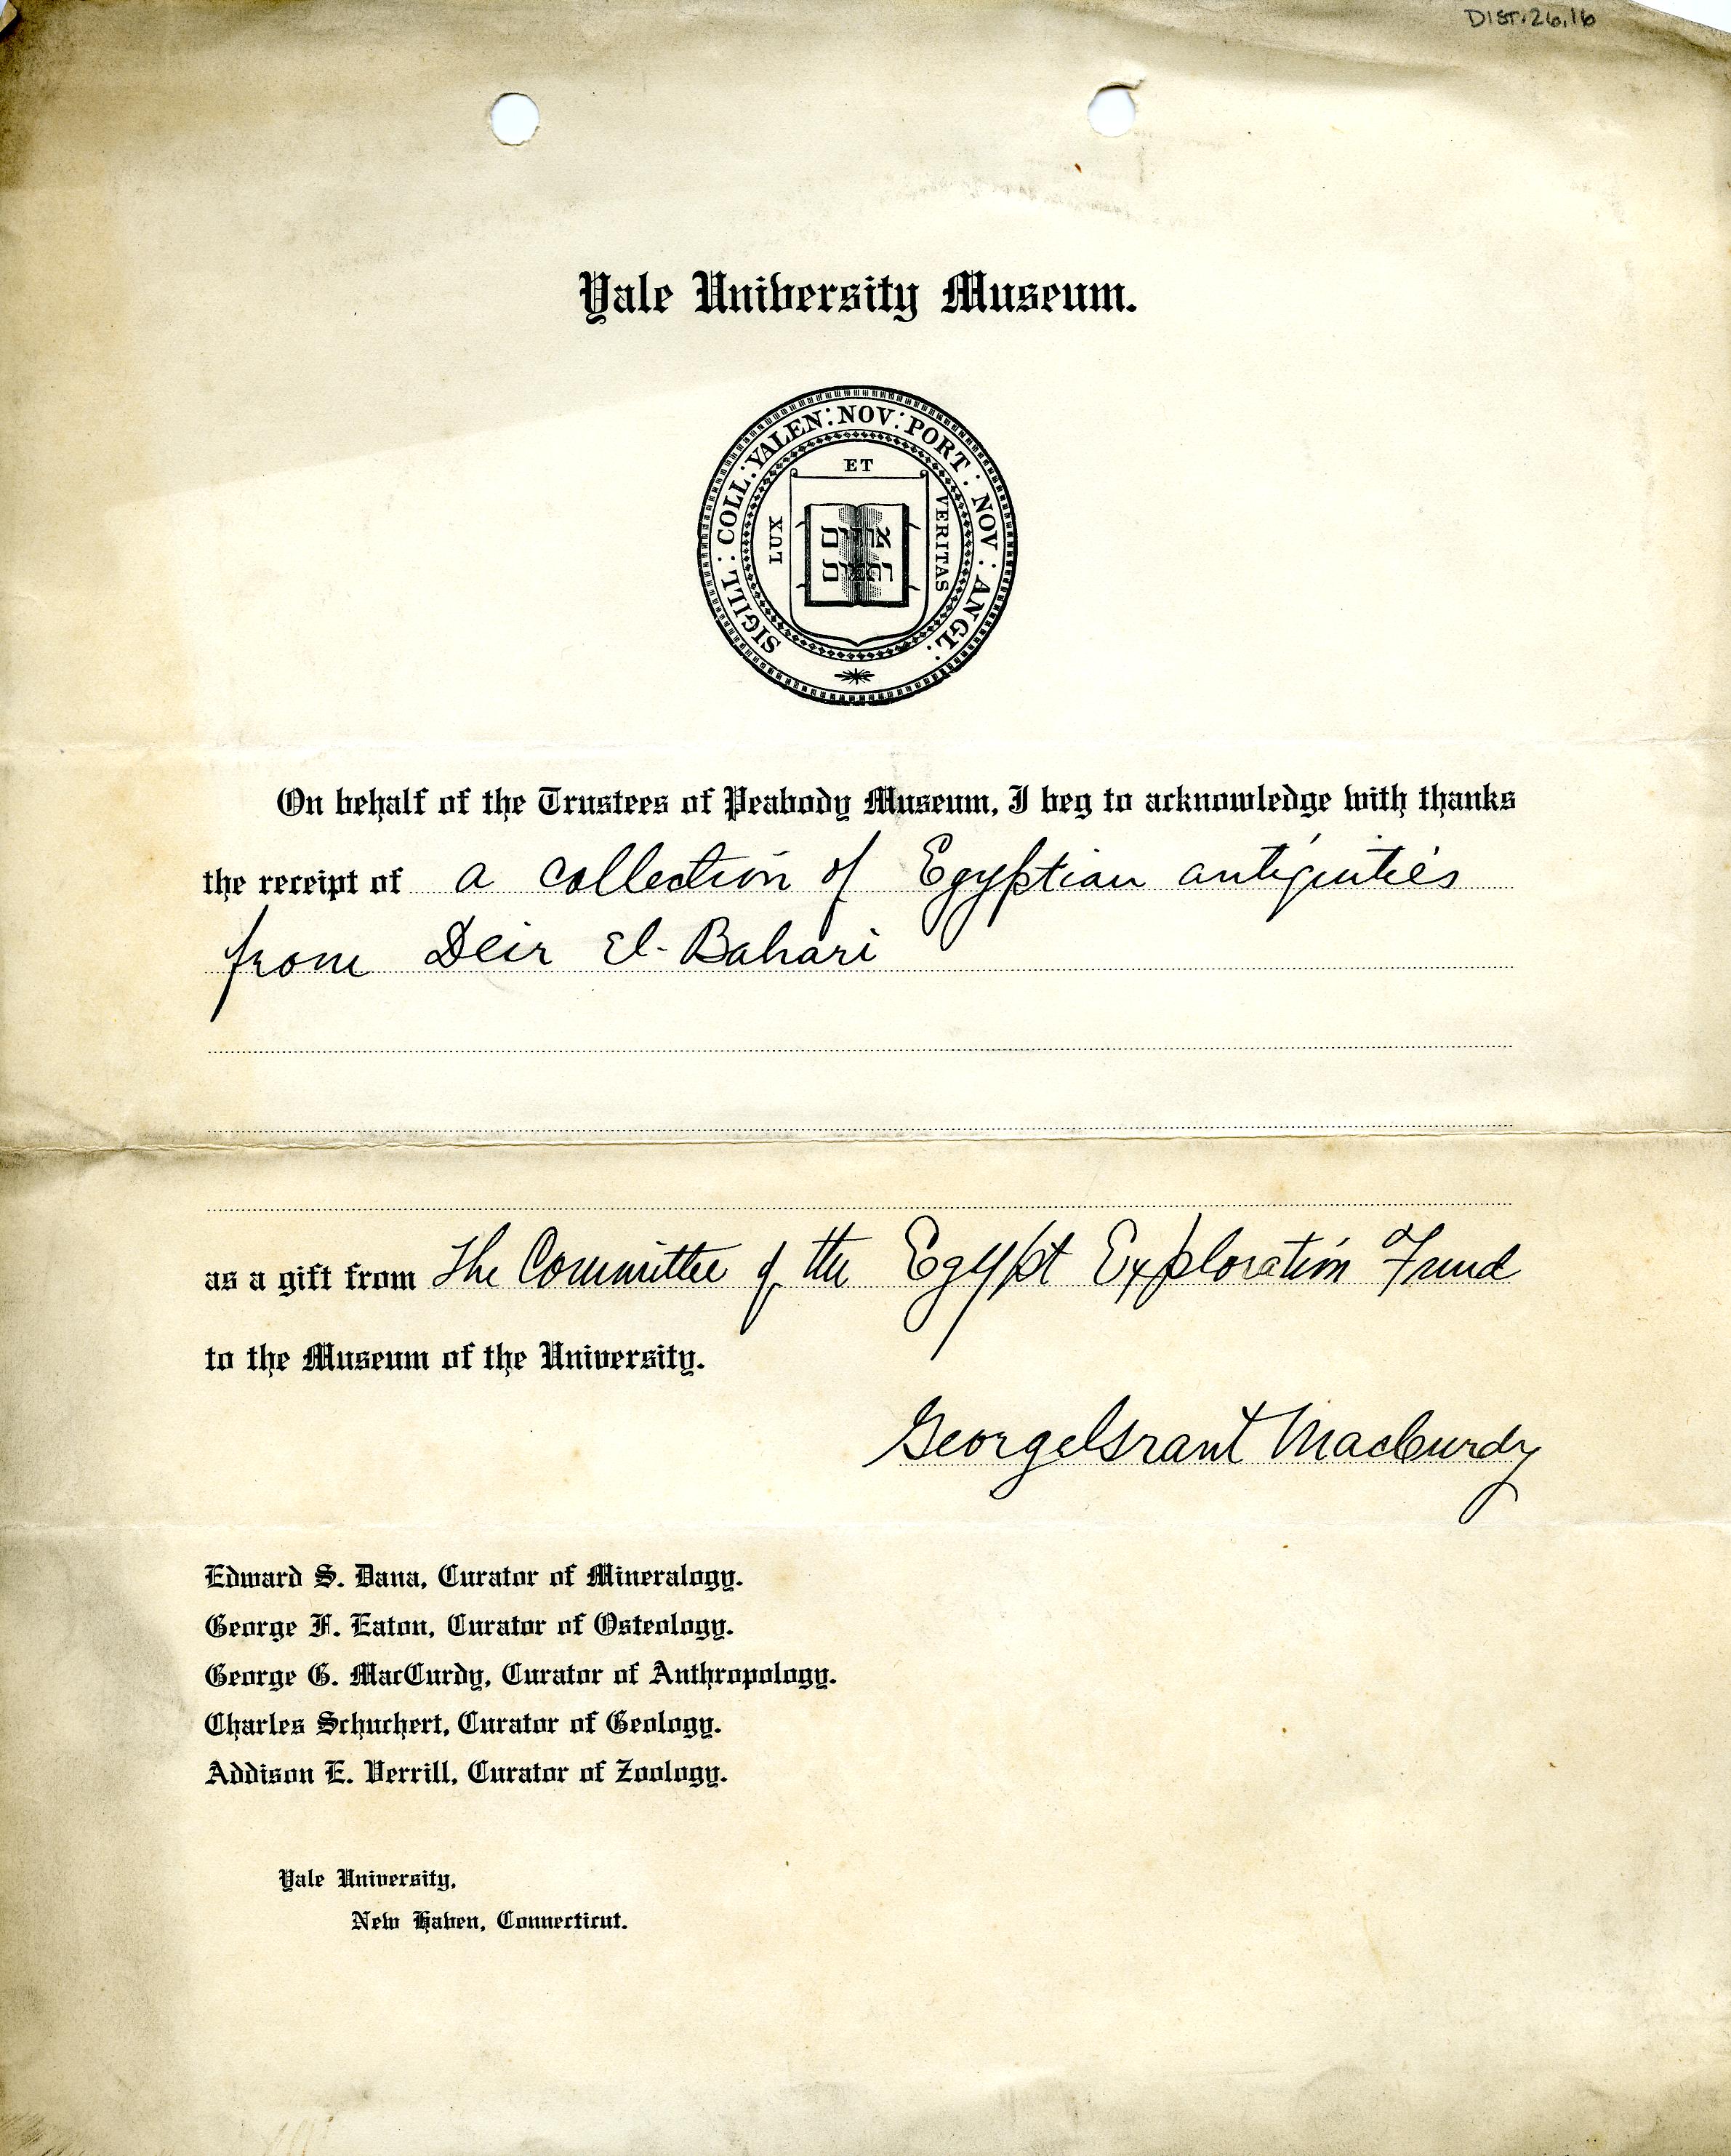 DIST.26.16
Yale University Museum.
SIGILL : COLL : YALEN : NOV : PORT : NOV : ANGL :
ET
LUX
VERITAS
On behalf of the Trustees of Peabody Museum, I beg to acknowledge with thanks
the receipt of a collection of Egyptian antiquities
from Deir El-Bahari
as a gift from The Committee of the Egypt Exploration Fund
to the Museum of the University.
George Grant MacCurdy
Edward S. Dana, Curator of Mineralogy.
George F. Eaton, Curator of Osteology.
George G. MacCurdy, Curator of Anthropology.
Charles Schuchert, Curator of Geology.
Addison E. Verrill, Curator of Zoology.
Yale University,
New Haven, Connecticut.